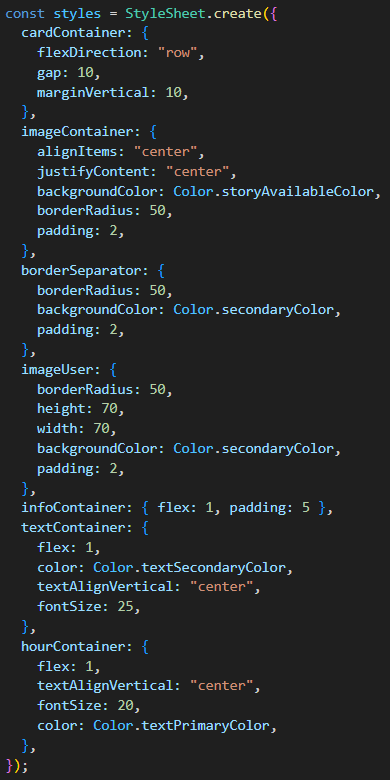 const styles = StyleSheet.create({
  cardContainer: {
    flexDirection: "row",
    gap: 10,
    marginVertical: 10,
  },
  imageContainer: {
    alignItems: "center",
    justifyContent: "center",
    backgroundColor: Color.storyAvailableColor,
    borderRadius: 50,
    padding: 2,
  },
  borderSeparator: {
    borderRadius: 50,
    backgroundColor: Color.secondaryColor,
    padding: 2,
  },
  imageUser: {
    borderRadius: 50,
    height: 70,
    width: 70,
    backgroundColor: Color.secondaryColor,
    padding: 2,
  },
  infoContainer: { flex: 1, padding: 5 },
  textContainer: {
    flex: 1,
    color: Color.textSecondaryColor,
    textAlignVertical: "center",
    fontSize: 25,
  },
  hourContainer: {
    flex: 1,
    textAlignVertical: "center",
    fontSize: 20,
    color: Color.textPrimaryColor,
  },
});